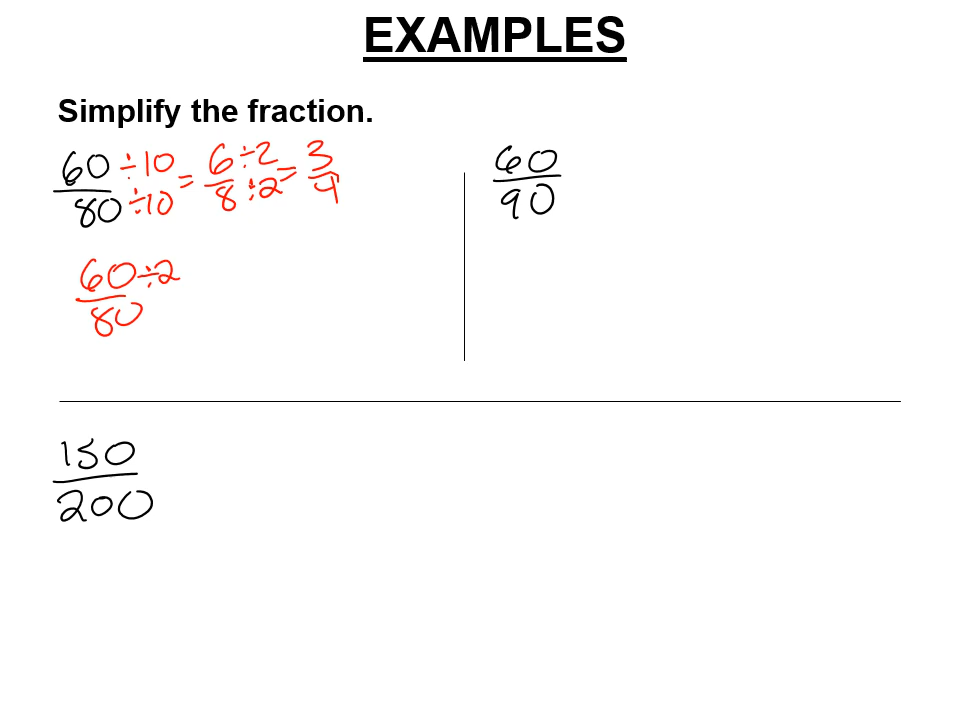 EXAMPLES
Simplify the fraction.
60/80 ÷10/÷10 = 6/8 ÷2/÷2 = 3/4
60/80 ÷2
60/90
150/200